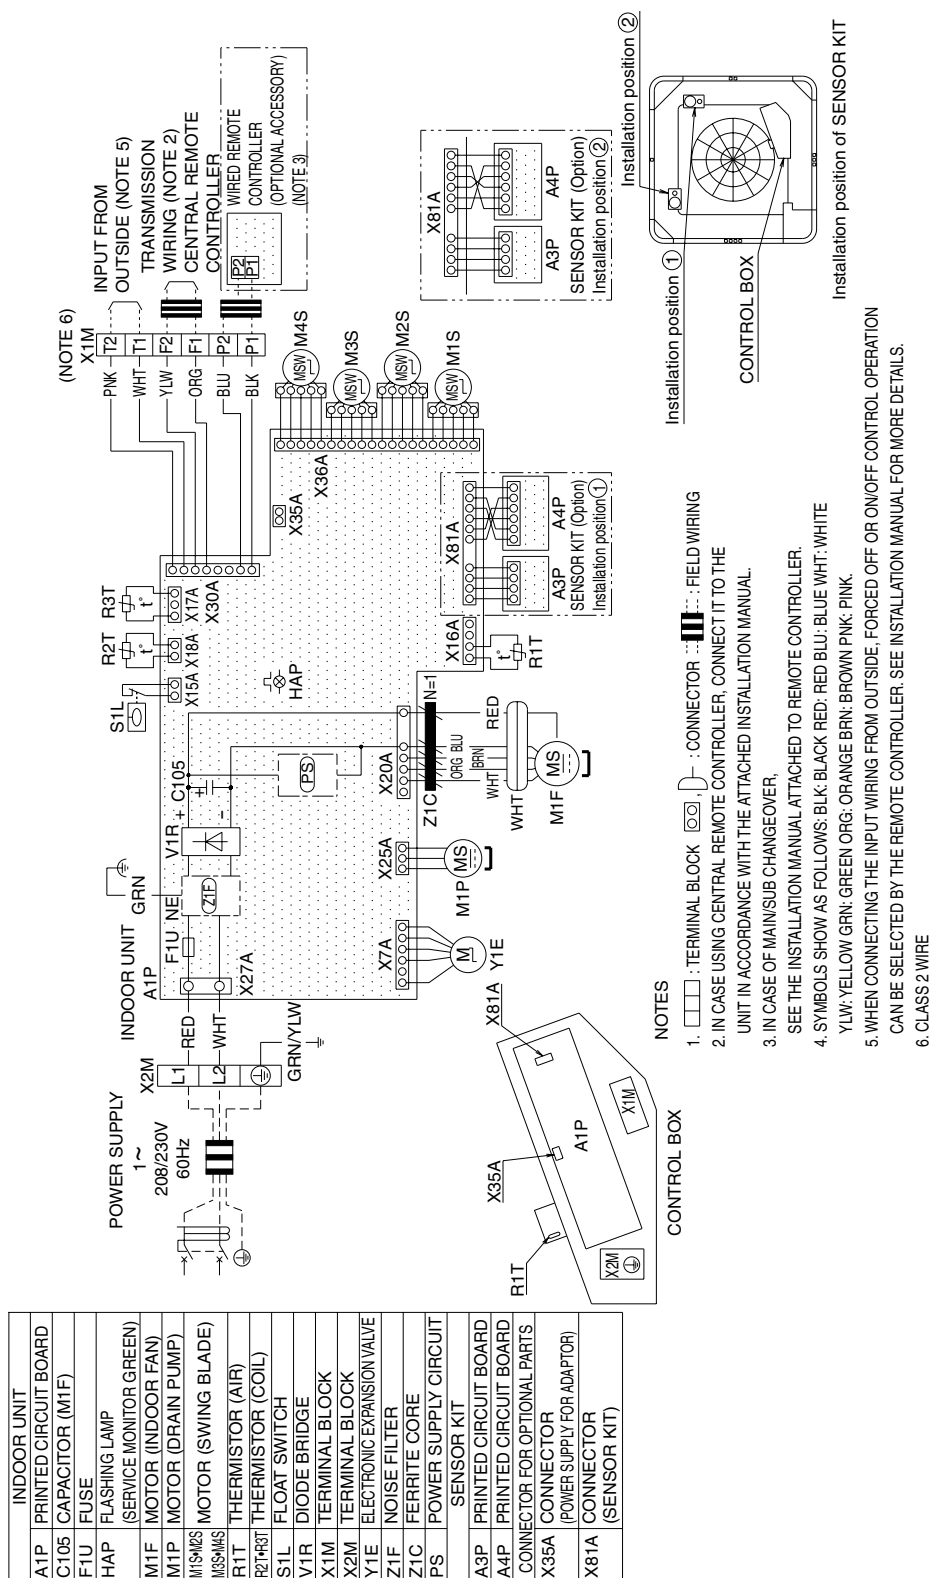 INDOOR UNIT
A1P PRINTED CIRCUIT BOARD
C105 CAPACITOR (M1F)
F1U FUSE
HAP FLASHING LAMP
(SERVICE MONITOR GREEN)
M1F MOTOR (INDOOR FAN)
M1P MOTOR (DRAIN PUMP)
M1S•M2S
M3S•M4S MOTOR (SWING BLADE)
R1T THERMISTOR (AIR)
R2T•R3T THERMISTOR (COIL)
S1L FLOAT SWITCH
V1R DIODE BRIDGE
X1M TERMINAL BLOCK
X2M TERMINAL BLOCK
Y1E ELECTRONIC EXPANSION VALVE
Z1F NOISE FILTER
Z1C FERRITE CORE
PS POWER SUPPLY CIRCUIT
SENSOR KIT
A3P PRINTED CIRCUIT BOARD
A4P PRINTED CIRCUIT BOARD
CONNECTOR FOR OPTIONAL PARTS
X35A CONNECTOR
(POWER SUPPLY FOR ADAPTOR)
X81A CONNECTOR
(SENSOR KIT)
POWER SUPPLY
1~
208/230V
60Hz
X2M
L1
L2
RED
WHT
GRN/YLW
INDOOR UNIT
A1P
X27A
F1U
NE
GRN
Z1F
V1R
+
-
C105
+
PS
S1L
X15A
R2T
t°
X18A
R3T
t°
X17A
X30A
HAP
X35A
X36A
(NOTE 6)
X1M
T2
T1
F2
F1
P2
P1
PNK
WHT
YLW
ORG
BLU
BLK
INPUT FROM
OUTSIDE (NOTE 5)
TRANSMISSION
WIRING (NOTE 2)
CENTRAL REMOTE
CONTROLLER
P2
P1
WIRED REMOTE
CONTROLLER
(OPTIONAL ACCESSORY)
(NOTE 3)
MSW M4S
MSW M3S
MSW M2S
MSW M1S
X7A
M
Y1E
X25A
MS
M1P
X20A
Z1C
N=1
WHT
ORG
BRN
BLU
RED
WHT
MS
M1F
X16A
t°
R1T
X81A
A3P
A4P
SENSOR KIT (Option)
Installation position ①
X81A
A3P
A4P
SENSOR KIT (Option)
Installation position ②
Installation position ①
Installation position ②
CONTROL BOX
Installation position of SENSOR KIT
R1T
X35A
X81A
A1P
X1M
X2M
CONTROL BOX
NOTES
1. : TERMINAL BLOCK , : CONNECTOR : FIELD WIRING
2. IN CASE USING CENTRAL REMOTE CONTROLLER, CONNECT IT TO THE
UNIT IN ACCORDANCE WITH THE ATTACHED INSTALLATION MANUAL.
3. IN CASE OF MAIN/SUB CHANGEOVER,
SEE THE INSTALLATION MANUAL ATTACHED TO REMOTE CONTROLLER.
4. SYMBOLS SHOW AS FOLLOWS: BLK: BLACK RED: RED BLU: BLUE WHT: WHITE
YLW: YELLOW GRN: GREEN ORG: ORANGE BRN: BROWN PNK: PINK.
5. WHEN CONNECTING THE INPUT WIRING FROM OUTSIDE, FORCED OFF OR ON/OFF CONTROL OPERATION
CAN BE SELECTED BY THE REMOTE CONTROLLER. SEE INSTALLATION MANUAL FOR MORE DETAILS.
6. CLASS 2 WIRE